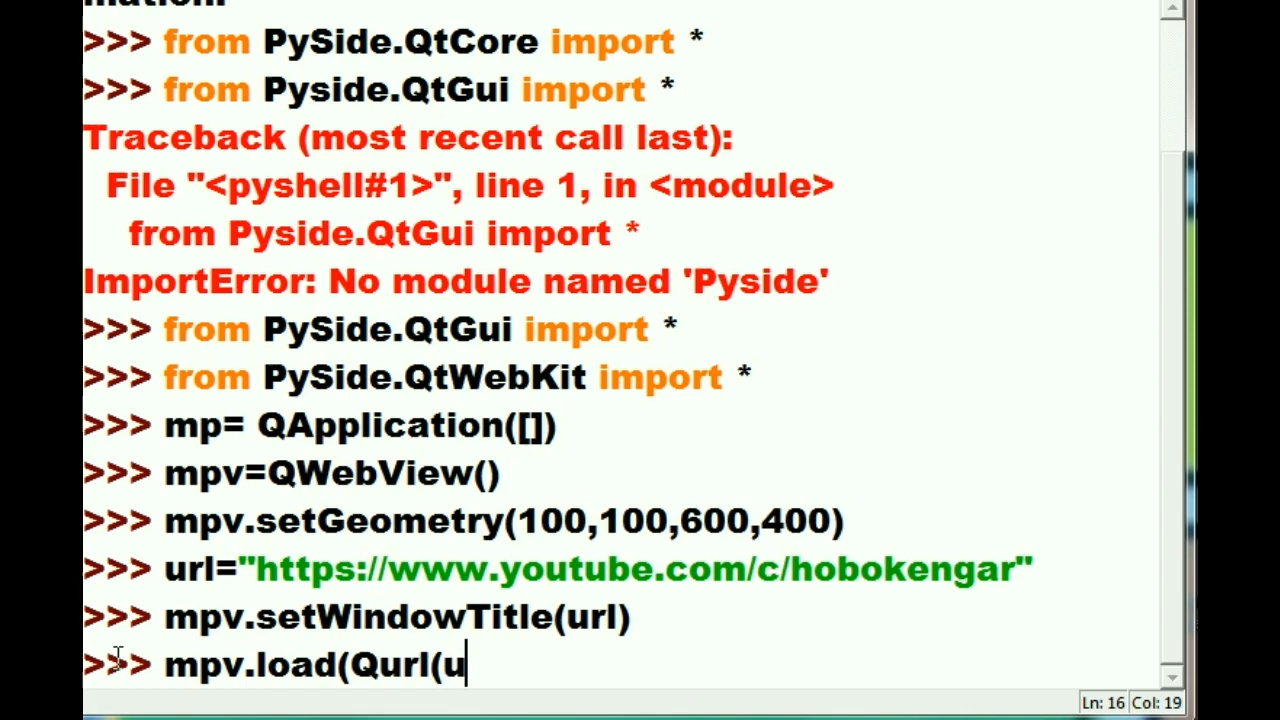 mation.
>>> from PySide.QtCore import *
>>> from Pyside.QtGui import *
Traceback (most recent call last):
  File "<pyshell#1>", line 1, in <module>
    from Pyside.QtGui import *
ImportError: No module named 'Pyside'
>>> from PySide.QtGui import *
>>> from PySide.QtWebKit import *
>>> mp= QApplication([])
>>> mpv=QWebView()
>>> mpv.setGeometry(100,100,600,400)
>>> url="https://www.youtube.com/c/hobokengar"
>>> mpv.setWindowTitle(url)
>>> mpv.load(Qurl(u
Ln: 16 Col: 19